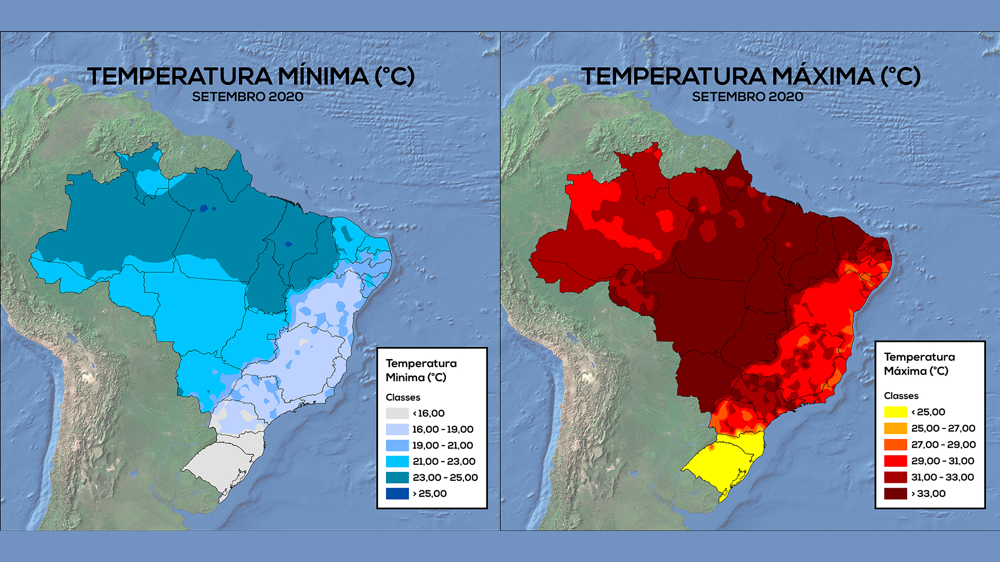 TEMPERATURA MÍNIMA (°C)
SETEMBRO 2020
Temperatura
Minima (°C)
Classes
< 16,00
16,00 - 19,00
19,00 - 21,00
21,00 - 23,00
23,00 - 25,00
> 25,00
TEMPERATURA MÁXIMA (°C)
SETEMBRO 2020
Temperatura
Máxima (°C)
Classes
< 25,00
25,00 - 27,00
27,00 - 29,00
29,00 - 31,00
31,00 - 33,00
> 33,00